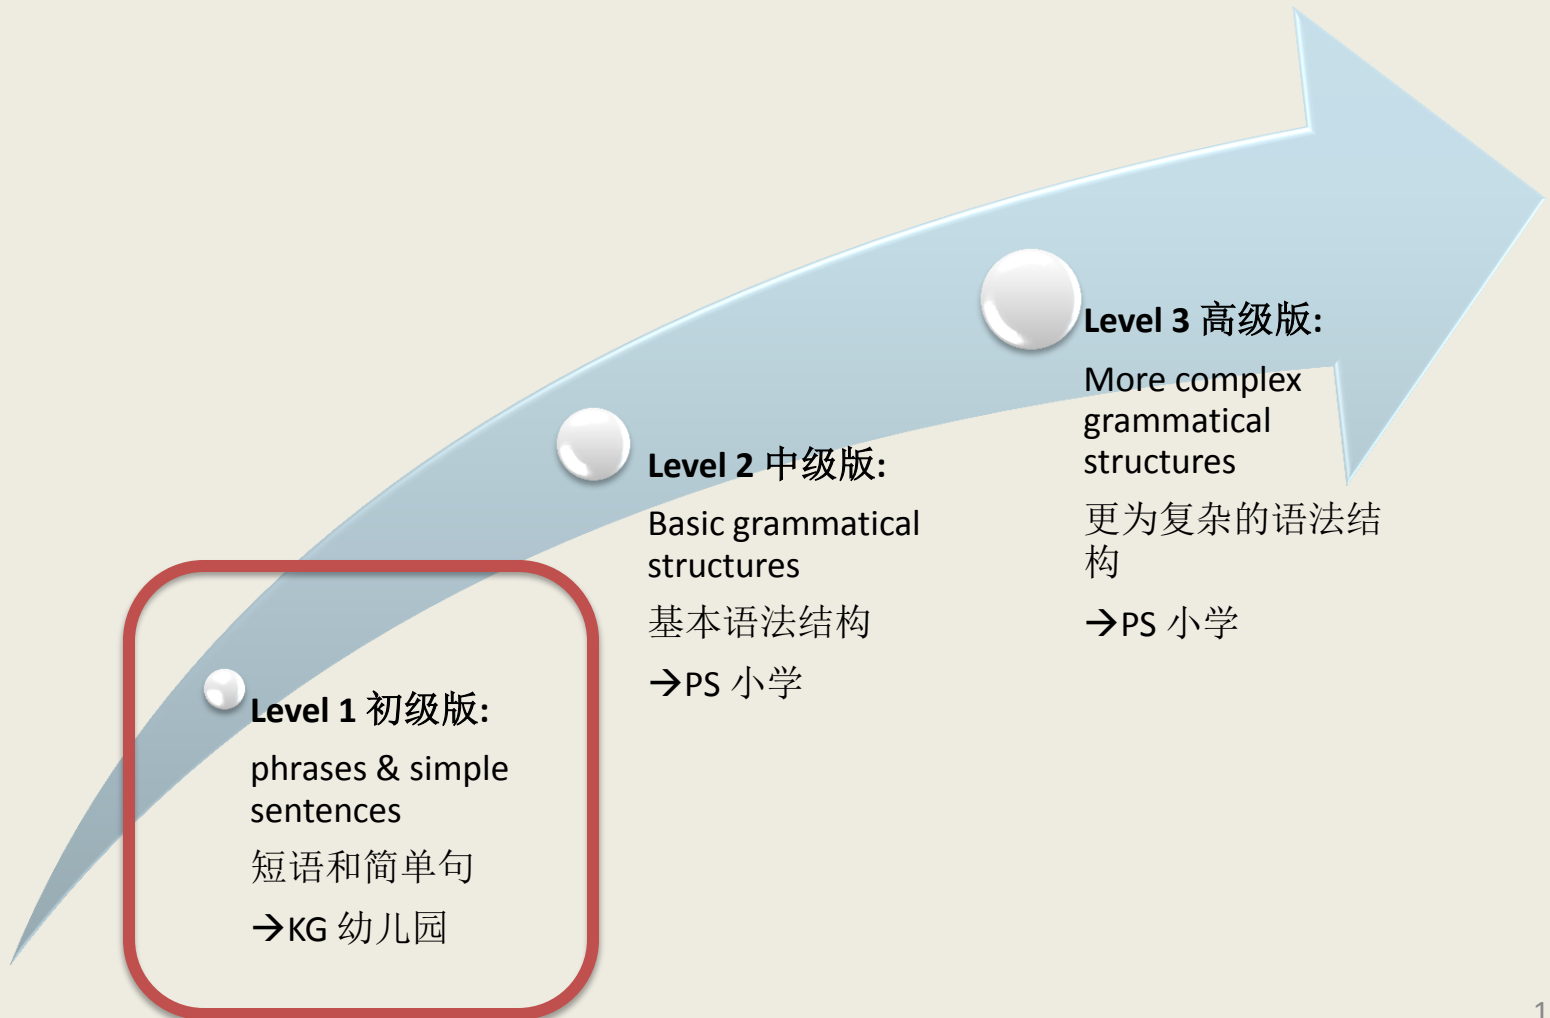 Level 1 初级版:
phrases & simple
sentences
短语和简单句
→KG 幼儿园
Level 2 中级版:
Basic grammatical
structures
基本语法结构
→PS 小学
Level 3 高级版:
More complex
grammatical
structures
更为复杂的语法结
构
→PS 小学
1